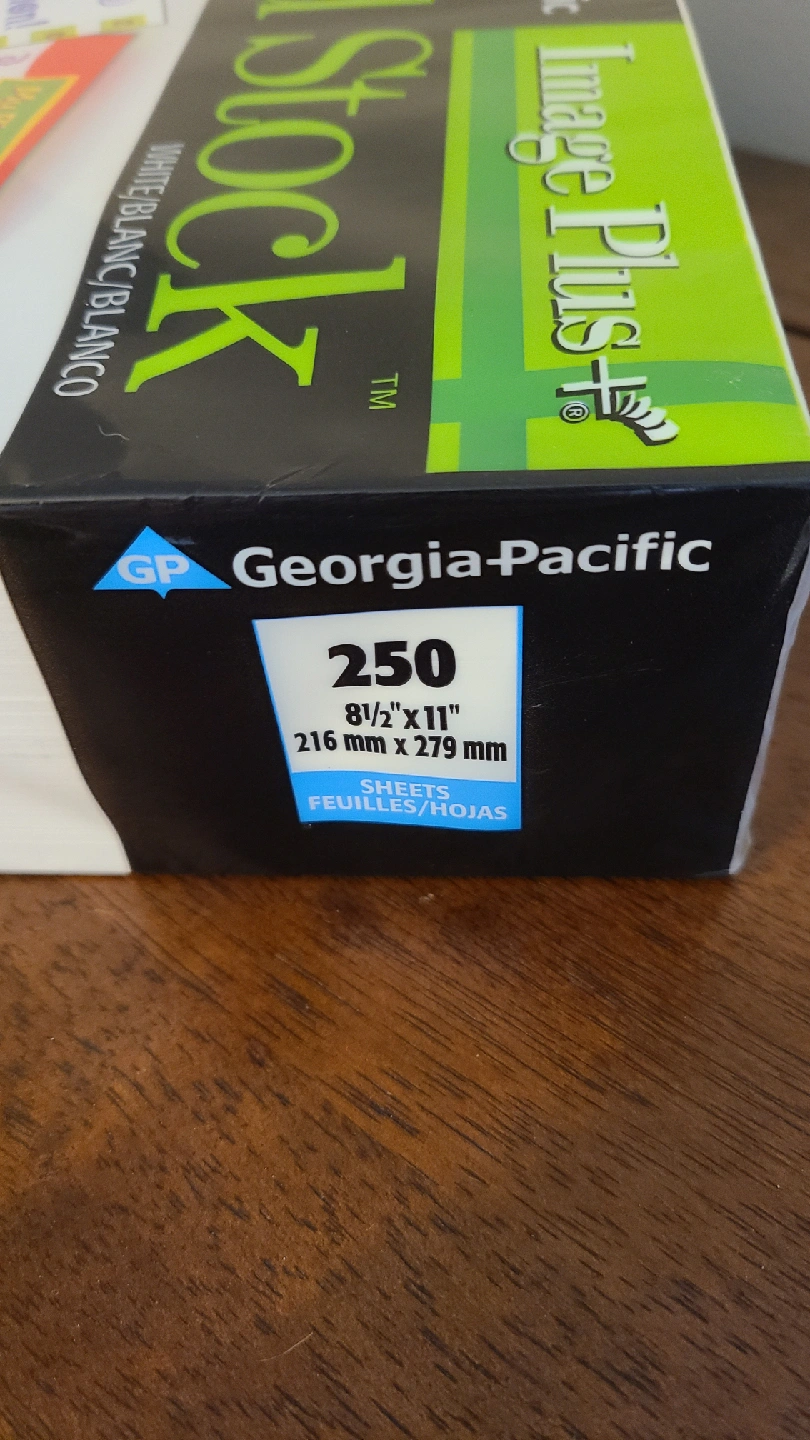 Stock
TM
WHITE/BLANC/BLANCO
Image Plus+®
GP Georgia-Pacific
250
8½" x 11"
216 mm x 279 mm
SHEETS
FEUILLES/HOJAS